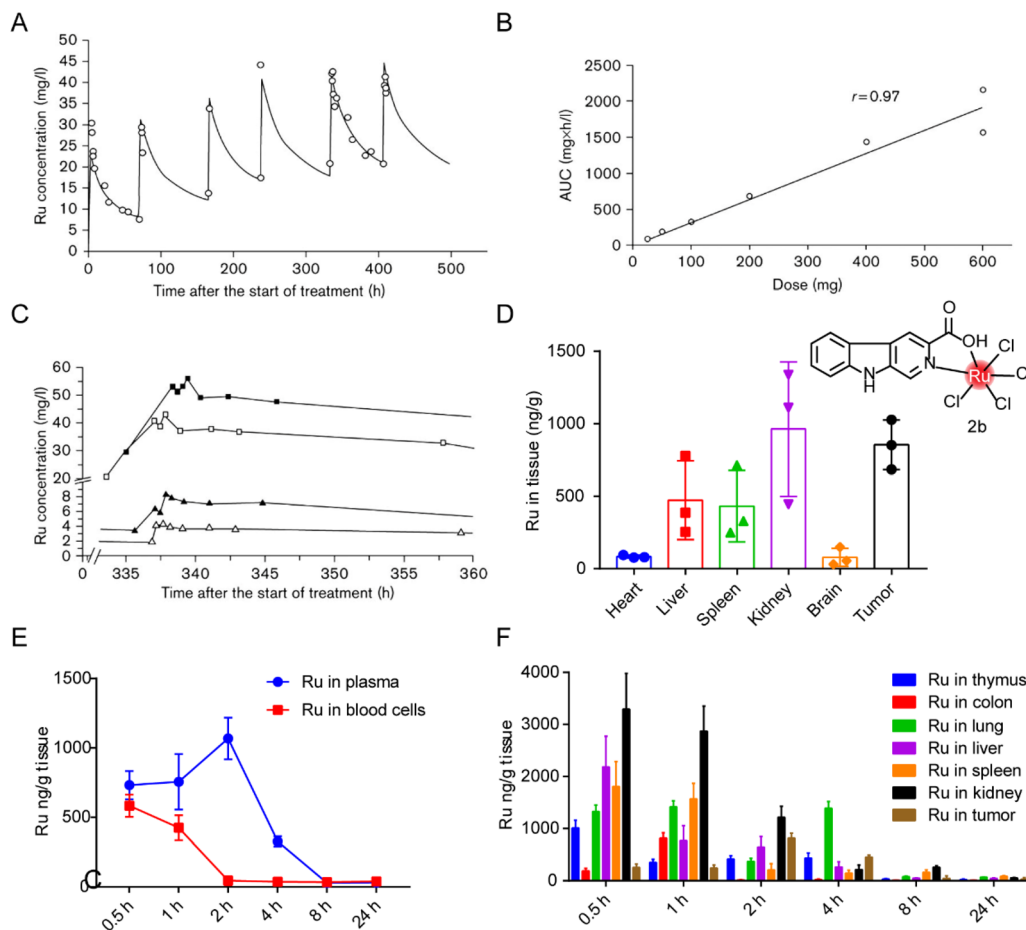 A
Ru concentration (mg/l)
50
45
40
35
30
25
20
15
10
5
0
0 100 200 300 400 500
Time after the start of treatment (h)
B
AUC (mg×h/l)
2500
2000
1500
1000
500
0
r=0.97
0 100 200 300 400 500 600
Dose (mg)
C
Ru concentration (mg/l)
60
50
40
30
20
8
6
4
2
0
335 340 345 350 355 360
Time after the start of treatment (h)
D
Ru in tissue (ng/g)
1500
1000
500
0
Heart Liver Spleen Kidney Brain Tumor
O
OH
Cl
N
Ru
N
H
Cl
Cl
2b
E
Ru ng/g tissue
1500
1000
500
0
Ru in plasma
Ru in blood cells
0.5 h 1 h 2 h 4 h 8 h 24 h
F
Ru ng/g tissue
4000
3000
2000
1000
0
Ru in thymus
Ru in colon
Ru in lung
Ru in liver
Ru in spleen
Ru in kidney
Ru in tumor
0.5 h 1 h 2 h 4 h 8 h 24 h